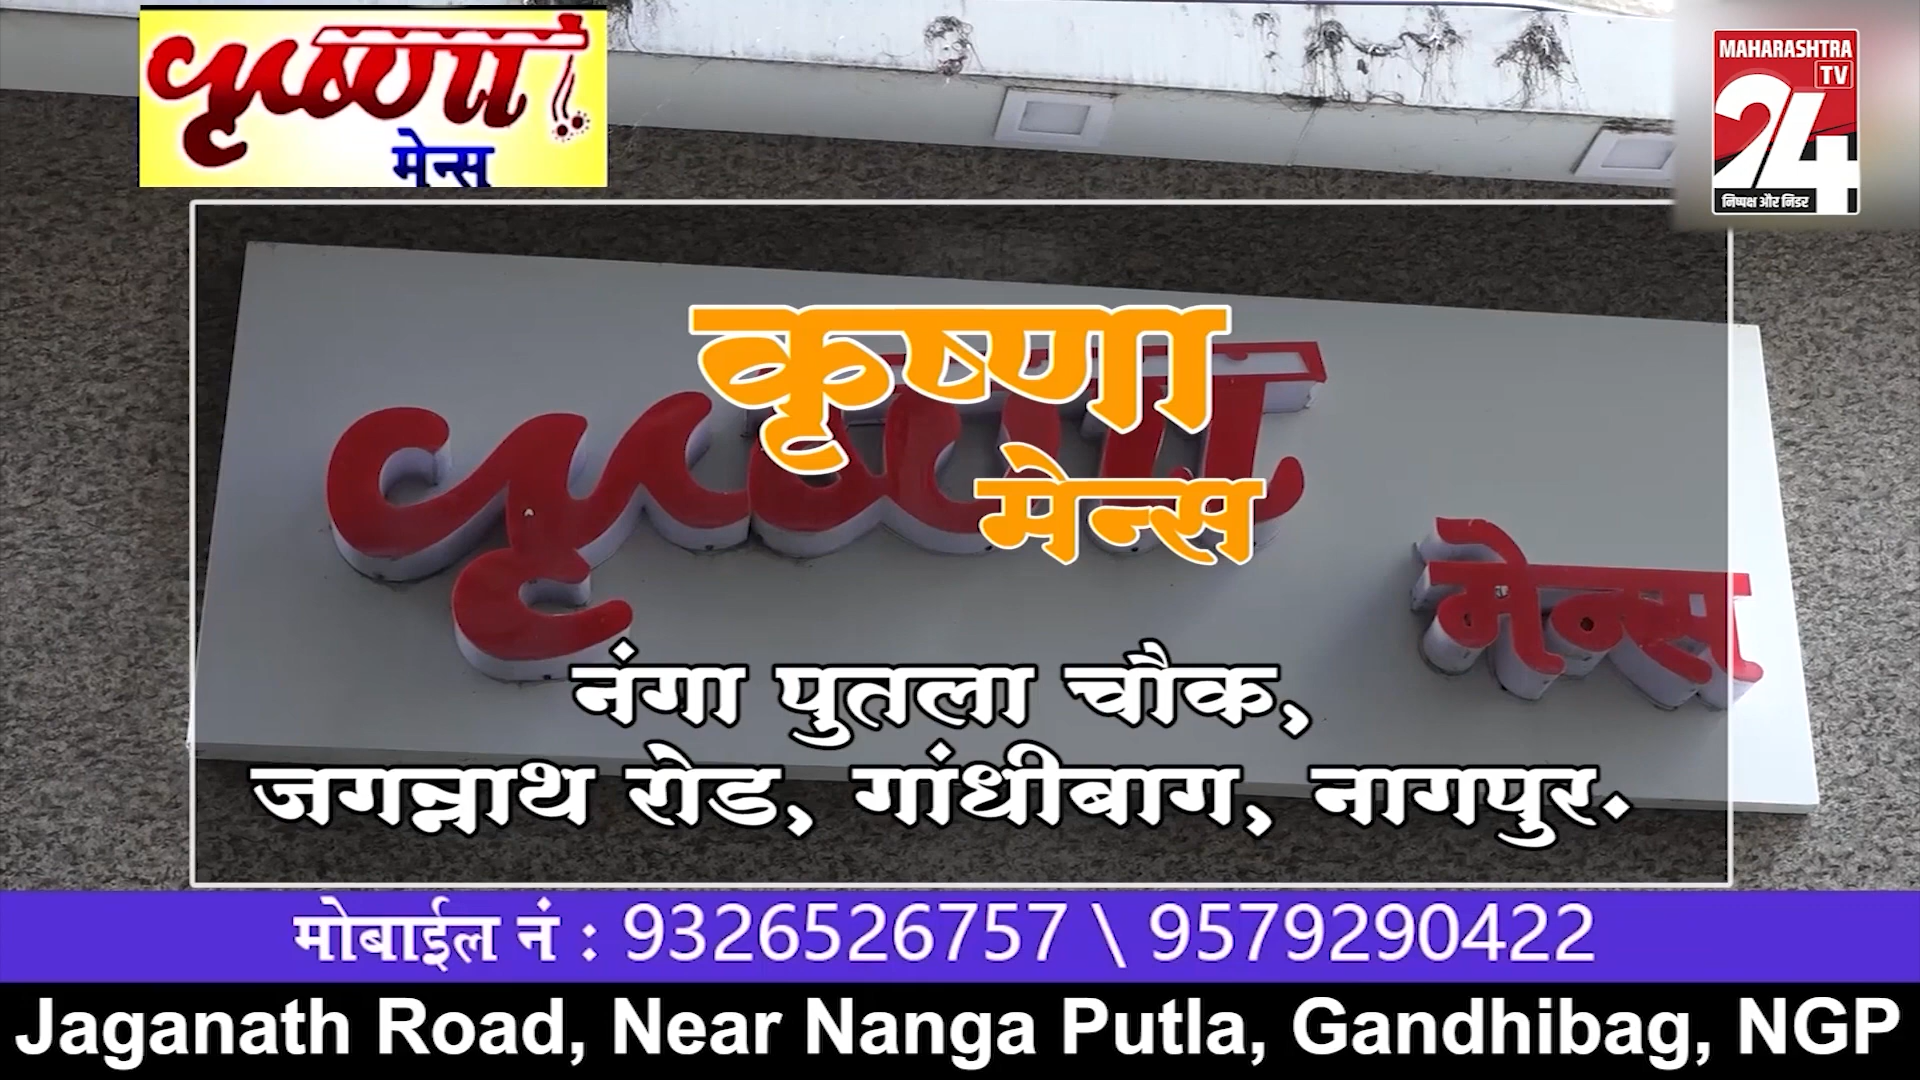 कृष्णा
मेन्स
MAHARASHTRA
TV
24
निष्पक्ष और निडर
कृष्णा
मेन्स
कृष्णा
मेन्स
नंगा पुतला चौक,
जगन्नाथ रोड, गांधीबाग, नागपुर.
मोबाईल नं : 9326526757 \ 9579290422
Jaganath Road, Near Nanga Putla, Gandhibag, NGP